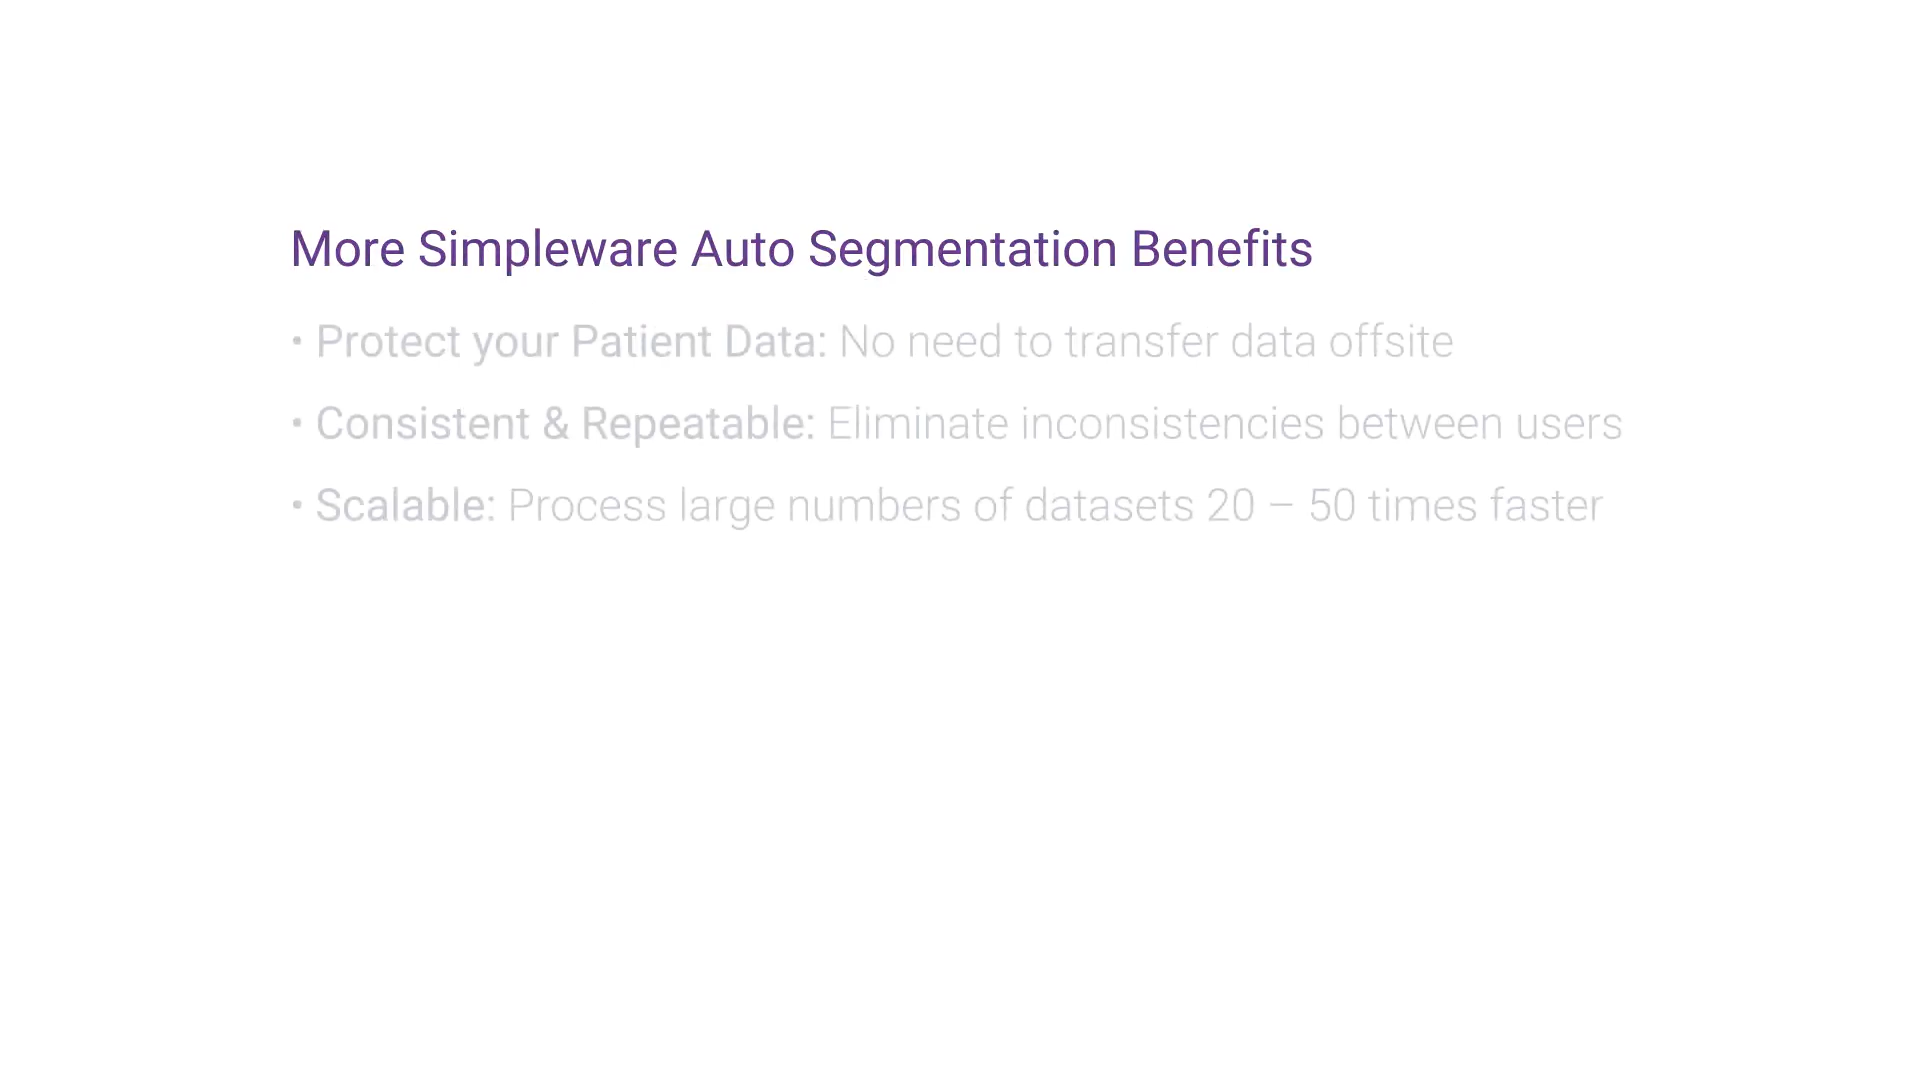 More Simpleware Auto Segmentation Benefits
• Protect your Patient Data: No need to transfer data offsite
• Consistent & Repeatable: Eliminate inconsistencies between users
• Scalable: Process large numbers of datasets 20 – 50 times faster